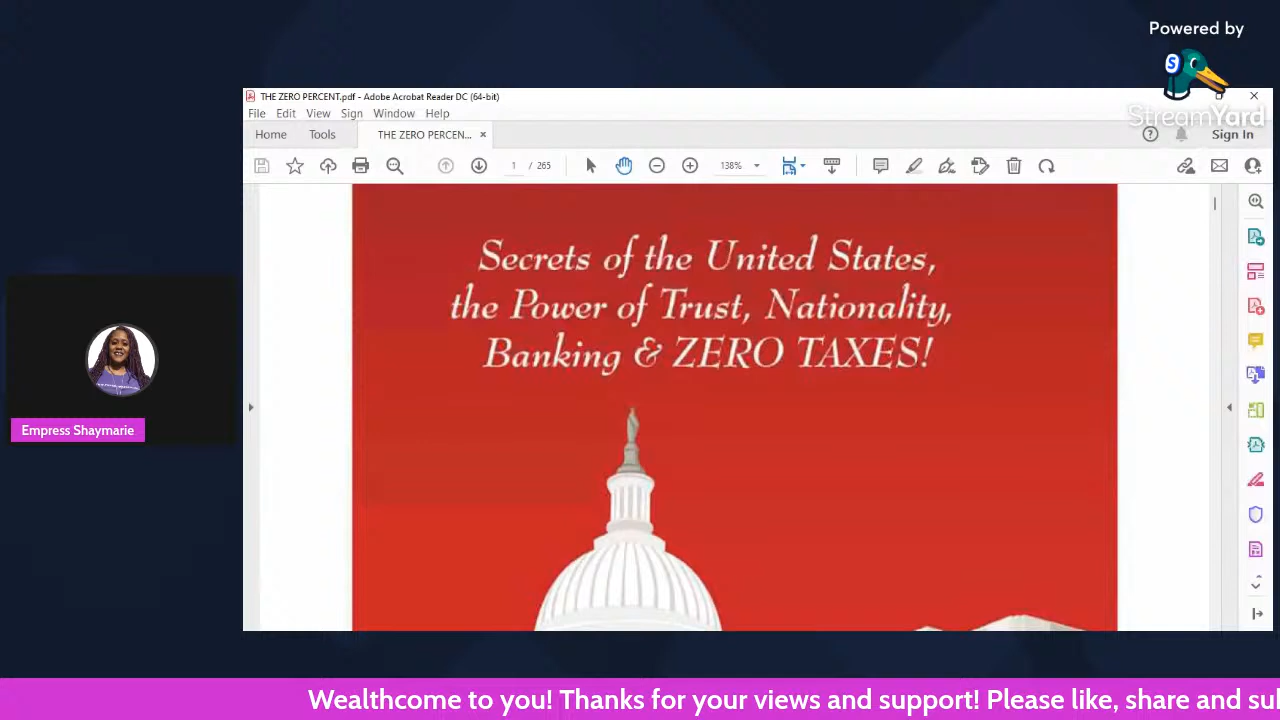 Powered by
StreamYard
THE ZERO PERCENT.pdf - Adobe Acrobat Reader DC (64-bit)
File Edit View Sign Window Help
Home Tools THE ZERO PERCEN... ×
Sign In
1 / 265 138%
Secrets of the United States,
the Power of Trust, Nationality,
Banking & ZERO TAXES!
Empress Shaymarie
Wealthcome to you! Thanks for your views and support! Please like, share and su